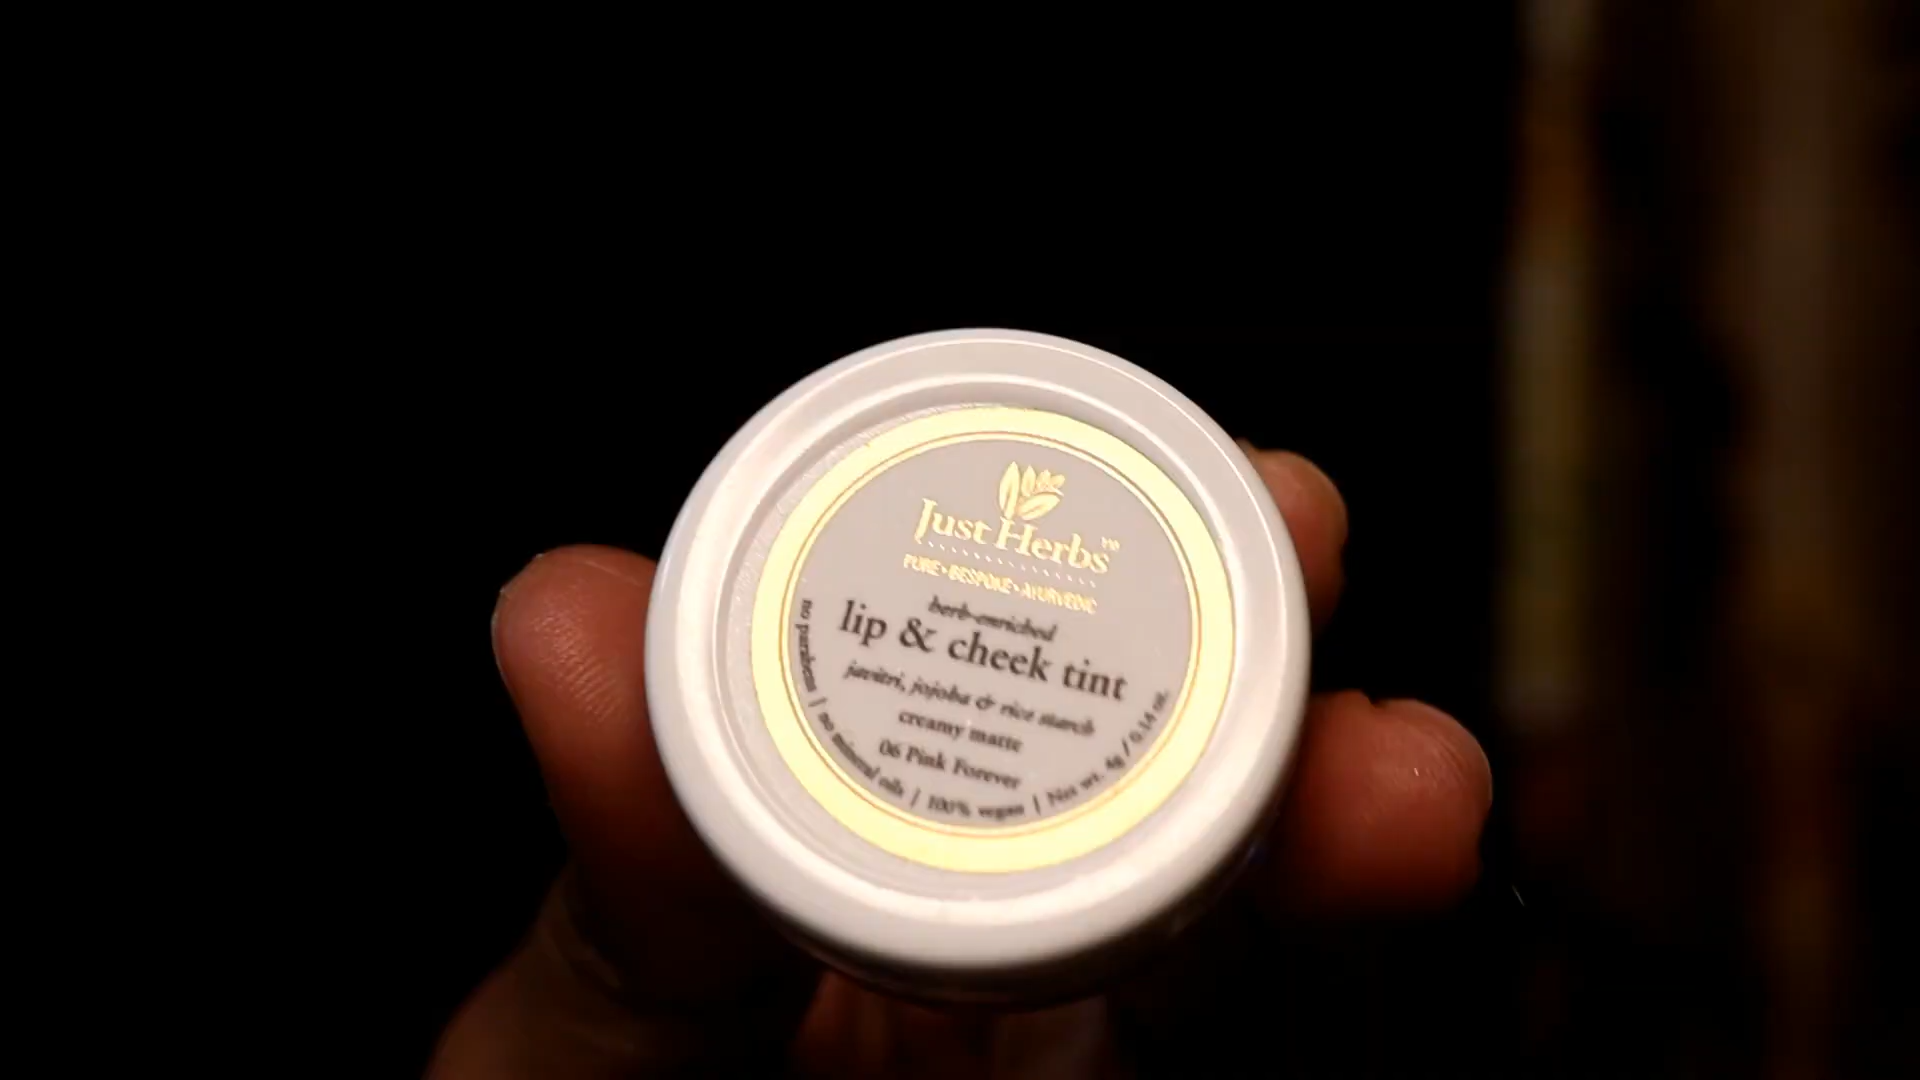 Just Herbs™
PURE • BESPOKE • AYURVEDIC
herb-enriched
lip & cheek tint
javitri, jojoba & rice starch
creamy matte
06 Pink Forever
no parabens | no mineral oils | 100% vegan | Net wt. 4g / 0.14 oz.